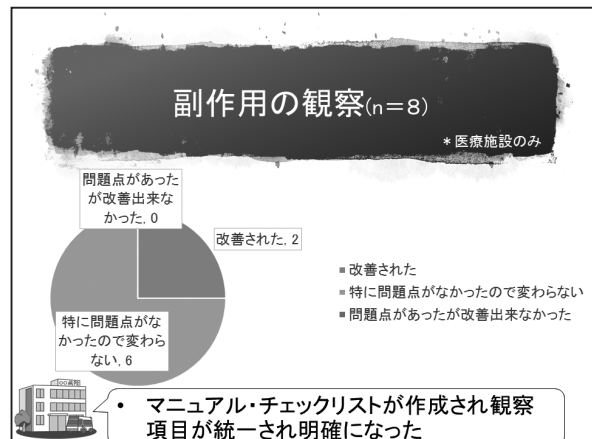 副作用の観察(n=8)
*医療施設のみ
問題点があった
が改善出来な
かった, 0
改善された, 2
特に問題点がな
かったので変わら
ない, 6
■改善された
■特に問題点がなかったので変わらない
■問題点があったが改善出来なかった
• マニュアル・チェックリストが作成され観察
項目が統一され明確になった